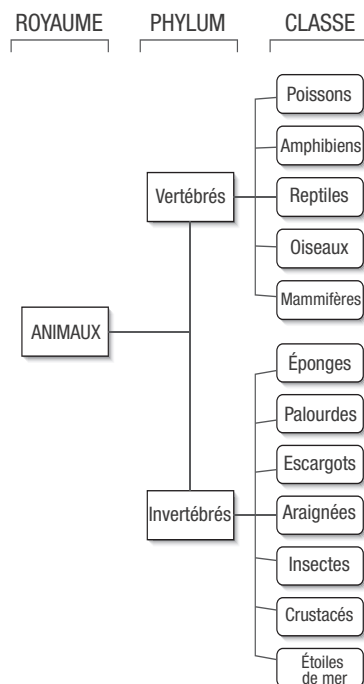 ROYAUME PHYLUM CLASSE
Poissons
Amphibiens
Vertébrés
Reptiles
Oiseaux
Mammifères
ANIMAUX
Éponges
Palourdes
Escargots
Invertébrés
Araignées
Insectes
Crustacés
Étoiles
de mer